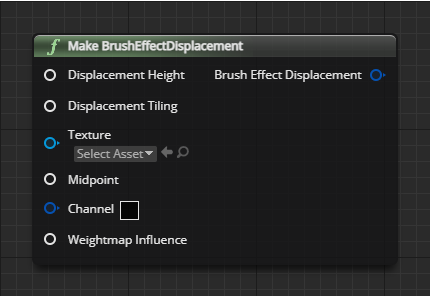 f Make BrushEffectDisplacement
Displacement Height Brush Effect Displacement
Displacement Tiling
Texture
Select Asset
Midpoint
Channel
Weightmap Influence